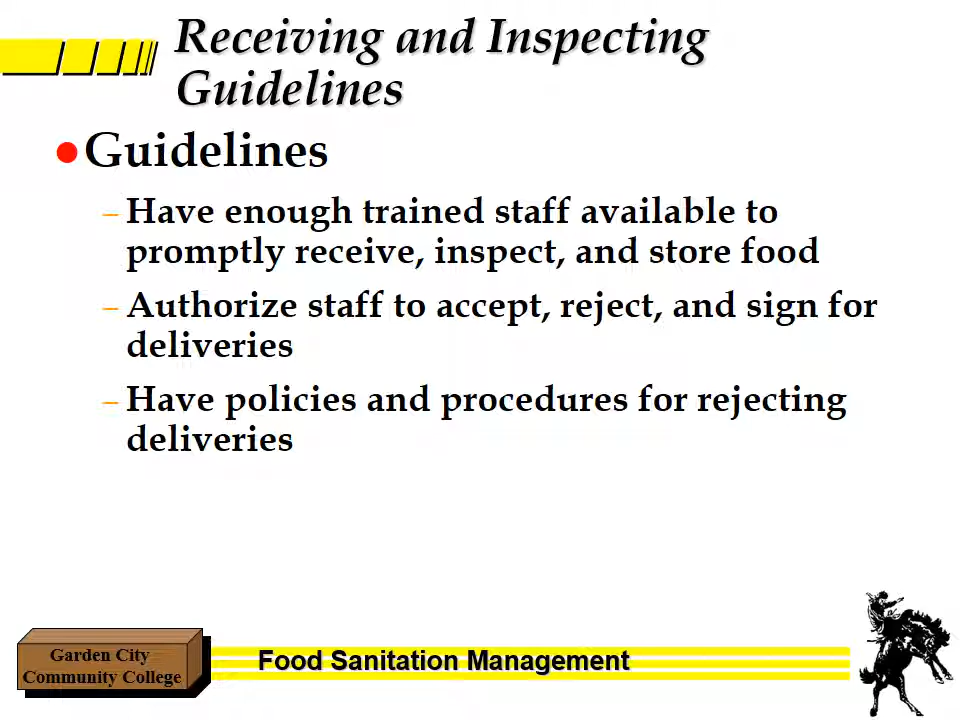 Receiving and Inspecting
Guidelines
●Guidelines
– Have enough trained staff available to
promptly receive, inspect, and store food
– Authorize staff to accept, reject, and sign for
deliveries
– Have policies and procedures for rejecting
deliveries
Garden City
Community College
Food Sanitation Management